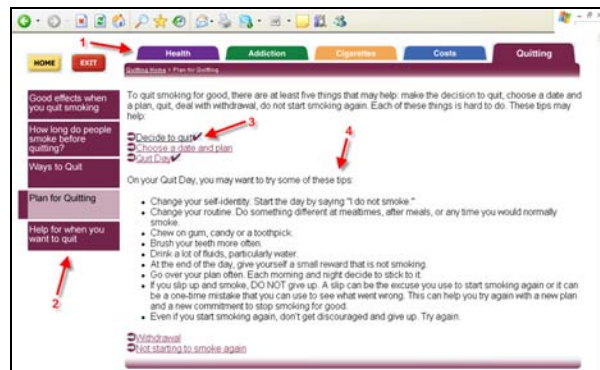 1
Health Addiction Cigarettes Costs Quitting
HOME EXIT
Quitting Home > Plan for Quitting
Good effects when
you quit smoking
How long do people
smoke before
quitting?
Ways to Quit
Plan for Quitting
Help for when you
want to quit
2
To quit smoking for good, there are at least five things that may help: make the decision to quit, choose a date and
a plan, quit, deal with withdrawal, do not start smoking again. Each of these things is hard to do. These tips may
help:
3
Decide to quit
Choose a date and plan
Quit Day
4
On your Quit Day, you may want to try some of these tips:
Change your self-identity. Start the day by saying "I do not smoke."
Change your routine. Do something different at mealtimes, after meals, or any time you would normally
smoke.
Chew on gum, candy or a toothpick.
Brush your teeth more often.
Drink a lot of fluids, particularly water.
At the end of the day, give yourself a small reward that is not smoking.
Go over your plan often. Each morning and night decide to stick to it.
If you slip up and smoke, DO NOT give up. A slip can be the excuse you use to start smoking again or it can
be a one-time mistake that you can use to see what went wrong. This can help you try again with a new plan
and a new commitment to stop smoking for good.
Even if you start smoking again, don't get discouraged and give up. Try again.
Withdrawal
Not starting to smoke again